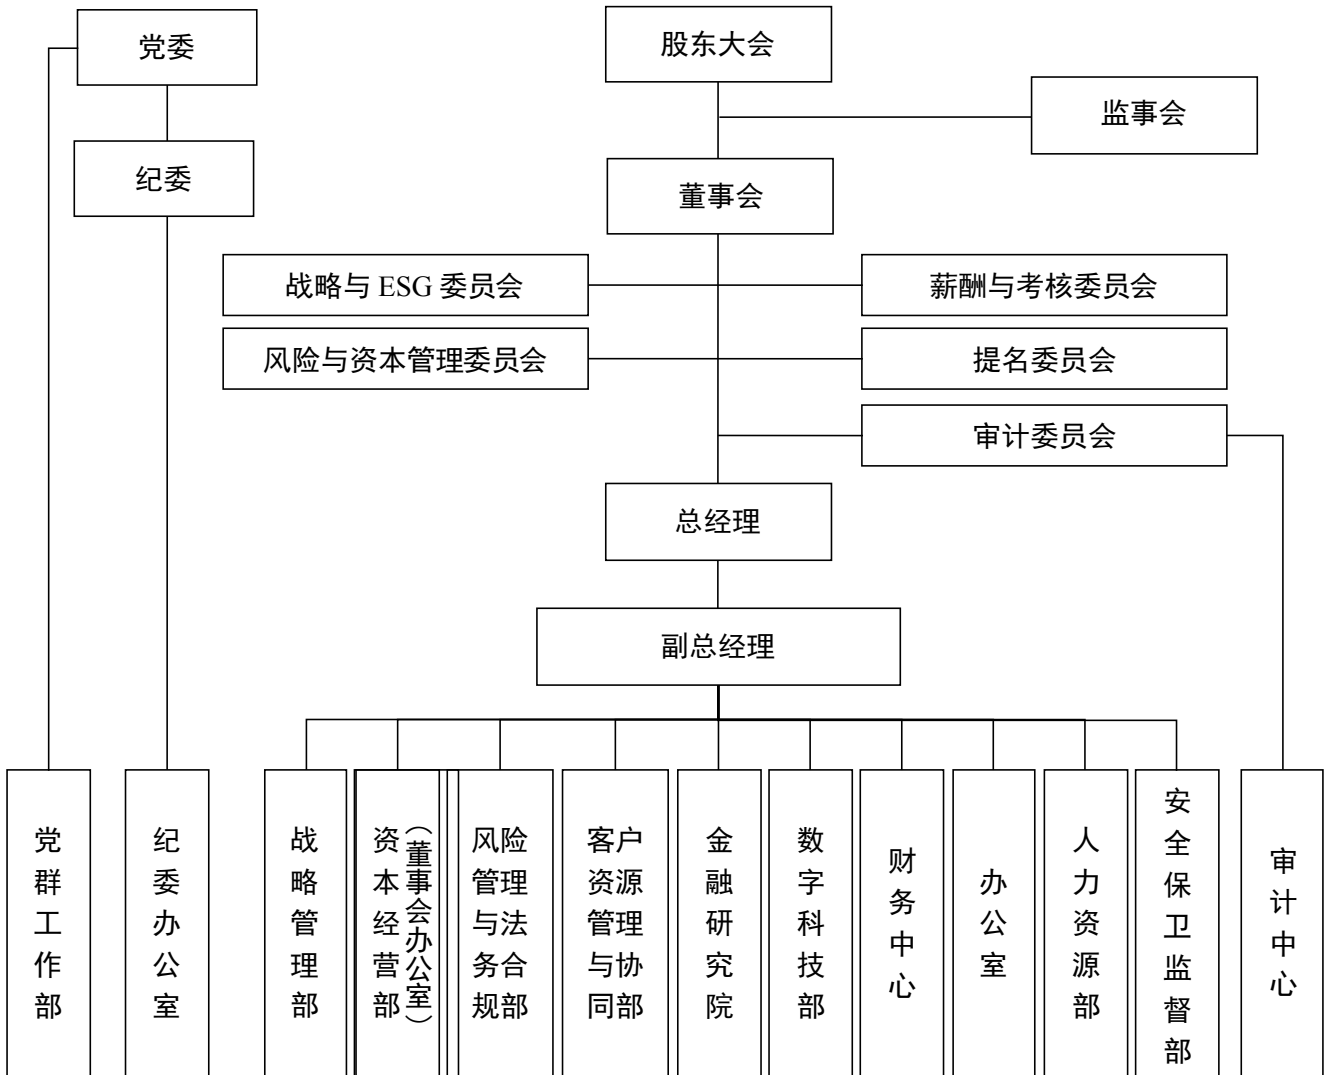 党委
股东大会
监事会
纪委
董事会
战略与 ESG 委员会
薪酬与考核委员会
风险与资本管理委员会
提名委员会
审计委员会
总经理
副总经理
党群工作部
纪委办公室
战略管理部
资本经营部
（董事会办公室）
风险
管理
与法
务合
规部
客户
资源
管理
与协
同部
金融研究院
数字科技部
财务中心
办公室
人力资源部
安全保卫监督部
审计中心